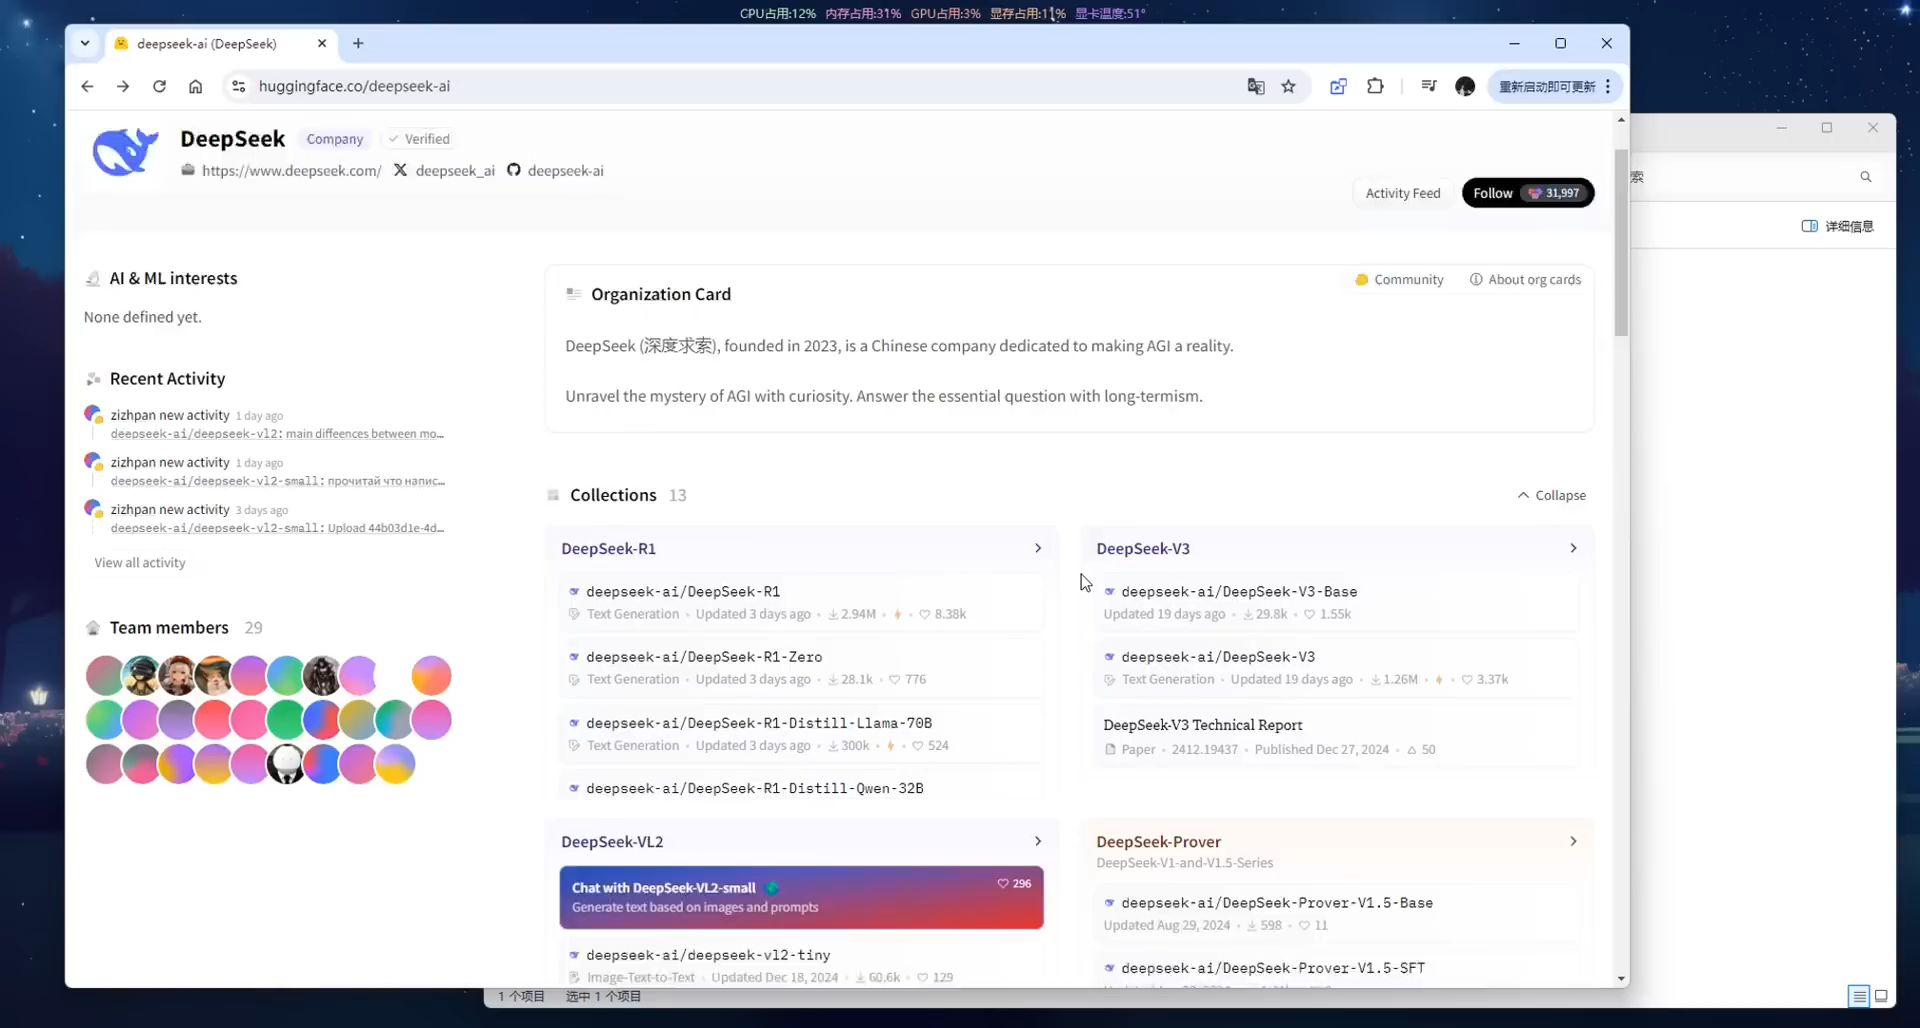 CPU占用:12% 内存占用:31% GPU占用:3% 显存占用:11% 显卡温度:51°
deepseek-ai (DeepSeek)
huggingface.co/deepseek-ai
重新启动即可更新
DeepSeek Company Verified
https://www.deepseek.com/ deepseek_ai deepseek-ai
Activity Feed Follow 31,997
索
详细信息
AI & ML interests
None defined yet.
Recent Activity
zizhpan new activity 1 day ago
deepseek-ai/deepseek-vl2: main diffences between mo…
zizhpan new activity 1 day ago
deepseek-ai/deepseek-vl2-small: прочитай что напис…
zizhpan new activity 3 days ago
deepseek-ai/deepseek-vl2-small: Upload 44b03d1e-4d…
View all activity
Team members 29
Organization Card
Community About org cards
DeepSeek (深度求索), founded in 2023, is a Chinese company dedicated to making AGI a reality.
Unravel the mystery of AGI with curiosity. Answer the essential question with long-termism.
Collections 13
Collapse
DeepSeek-R1
deepseek-ai/DeepSeek-R1
Text Generation • Updated 3 days ago • 2.94M • • 8.38k
deepseek-ai/DeepSeek-R1-Zero
Text Generation • Updated 3 days ago • 28.1k • 776
deepseek-ai/DeepSeek-R1-Distill-Llama-70B
Text Generation • Updated 3 days ago • 300k • • 524
deepseek-ai/DeepSeek-R1-Distill-Qwen-32B
DeepSeek-V3
deepseek-ai/DeepSeek-V3-Base
Updated 19 days ago • 29.8k • 1.55k
deepseek-ai/DeepSeek-V3
Text Generation • Updated 19 days ago • 1.26M • • 3.37k
DeepSeek-V3 Technical Report
Paper • 2412.19437 • Published Dec 27, 2024 • 50
DeepSeek-VL2
Chat with DeepSeek-VL2-small 296
Generate text based on images and prompts
deepseek-ai/deepseek-vl2-tiny
Image-Text-to-Text • Updated Dec 18, 2024 • 60.6k • 129
DeepSeek-Prover
DeepSeek-V1-and-V1.5-Series
deepseek-ai/DeepSeek-Prover-V1.5-Base
Updated Aug 29, 2024 • 598 • 11
deepseek-ai/DeepSeek-Prover-V1.5-SFT
1 个项目 选中 1 个项目